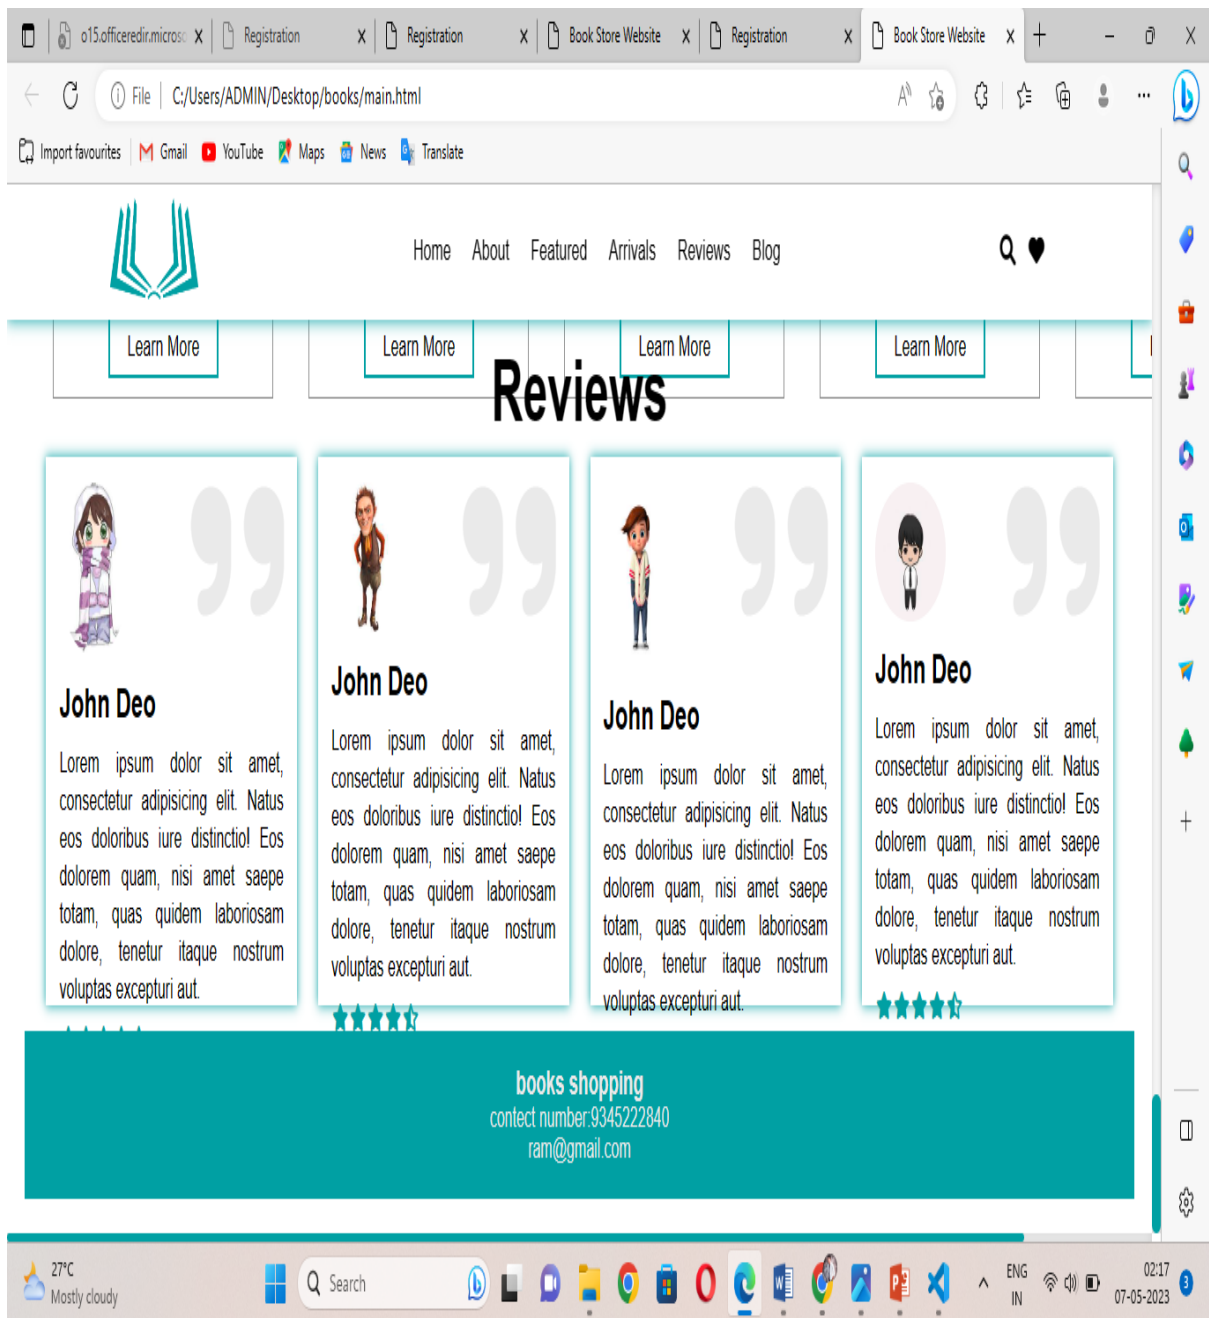 o15.officeredir.microsc
Registration
Registration
Book Store Website
Registration
Book Store Website
File
C:/Users/ADMIN/Desktop/books/main.html
Import favourites
Gmail
YouTube
Maps
News
Translate
Home
About
Featured
Arrivals
Reviews
Blog
Learn More
Learn More
Learn More
Learn More
Reviews
John Deo
Lorem ipsum dolor sit amet,
consectetur adipisicing elit. Natus
eos doloribus iure distinctio! Eos
dolorem quam, nisi amet saepe
totam, quas quidem laboriosam
dolore, tenetur itaque nostrum
voluptas excepturi aut.
John Deo
Lorem ipsum dolor sit amet,
consectetur adipisicing elit. Natus
eos doloribus iure distinctio! Eos
dolorem quam, nisi amet saepe
totam, quas quidem laboriosam
dolore, tenetur itaque nostrum
voluptas excepturi aut.
John Deo
Lorem ipsum dolor sit amet,
consectetur adipisicing elit. Natus
eos doloribus iure distinctio! Eos
dolorem quam, nisi amet saepe
totam, quas quidem laboriosam
dolore, tenetur itaque nostrum
voluptas excepturi aut.
John Deo
Lorem ipsum dolor sit amet,
consectetur adipisicing elit. Natus
eos doloribus iure distinctio! Eos
dolorem quam, nisi amet saepe
totam, quas quidem laboriosam
dolore, tenetur itaque nostrum
voluptas excepturi aut.
books shopping
contect number:9345222840
ram@gmail.com
27°C
Mostly cloudy
Search
ENG
IN
02:17
07-05-2023
3